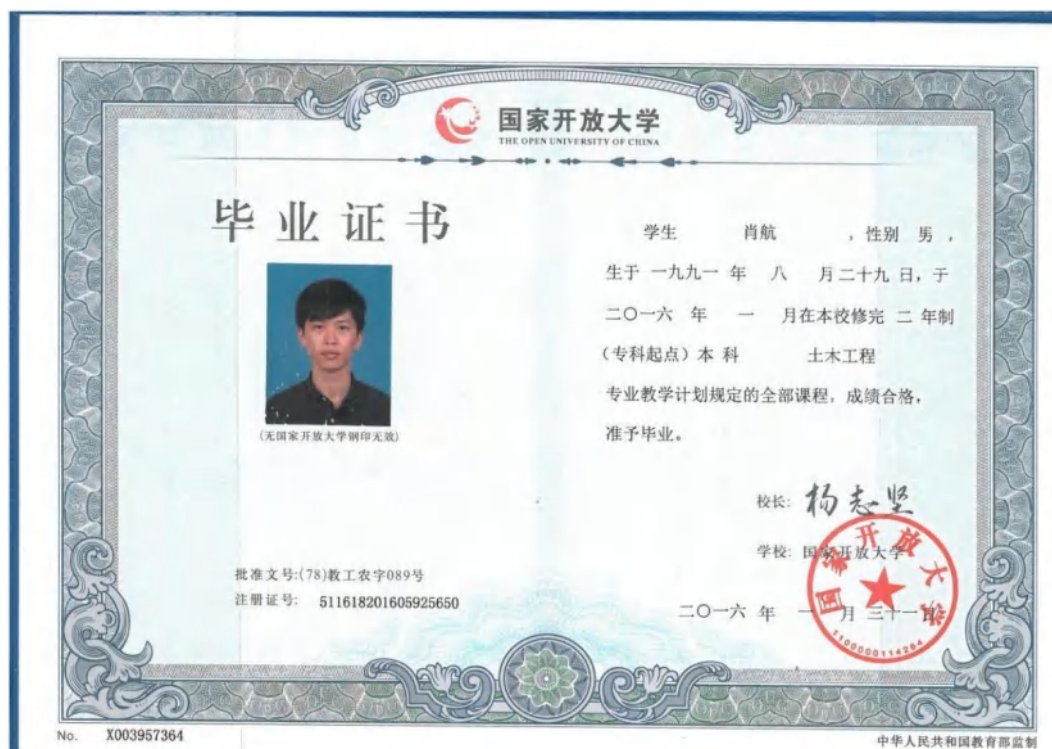 国家开放大学
THE OPEN UNIVERSITY OF CHINA
毕业证书
(无国家开放大学钢印无效)
批准文号:(78)教工农字089号
注册证号: 511618201605925650
学生 肖航 ，性别 男，
生于 一九九一 年 八 月二十九 日，于
二〇一六 年 一 月在本校修完 二 年制
（专科起点）本 科 土木工程
专业教学计划规定的全部课程，成绩合格，
准予毕业。
校长: 杨志坚
学校: 国家开放大学
二〇一六 年 一 月 三十一日
国家开放大学
1100000114284
No. X003957364
中华人民共和国教育部监制